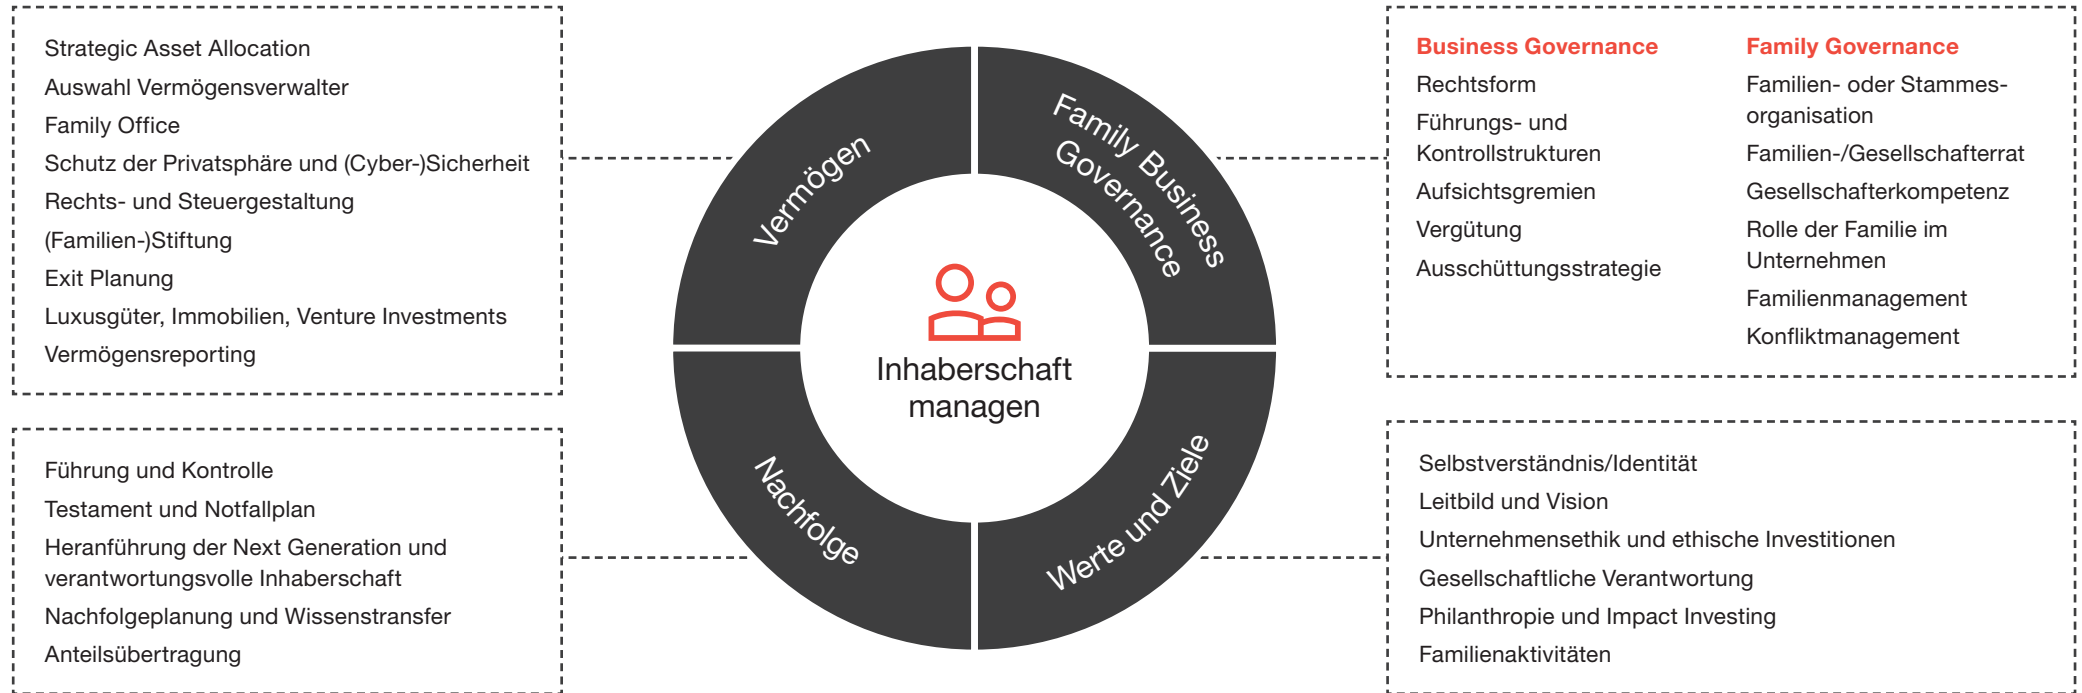 Strategic Asset Allocation
Auswahl Vermögensverwalter
Family Office
Schutz der Privatsphäre und (Cyber-)Sicherheit
Rechts- und Steuergestaltung
(Familien-)Stiftung
Exit Planung
Luxusgüter, Immobilien, Venture Investments
Vermögensreporting
Vermögen
Family Business
Governance
Business Governance
Rechtsform
Führungs- und
Kontrollstrukturen
Aufsichtsgremien
Vergütung
Ausschüttungsstrategie
Family Governance
Familien- oder Stammes-
organisation
Familien-/Gesellschafterrat
Gesellschafterkompetenz
Rolle der Familie im
Unternehmen
Familienmanagement
Konfliktmanagement
Inhaberschaft
managen
Führung und Kontrolle
Testament und Notfallplan
Heranführung der Next Generation und
verantwortungsvolle Inhaberschaft
Nachfolgeplanung und Wissenstransfer
Anteilsübertragung
Nachfolge
Werte und Ziele
Selbstverständnis/Identität
Leitbild und Vision
Unternehmensethik und ethische Investitionen
Gesellschaftliche Verantwortung
Philanthropie und Impact Investing
Familienaktivitäten